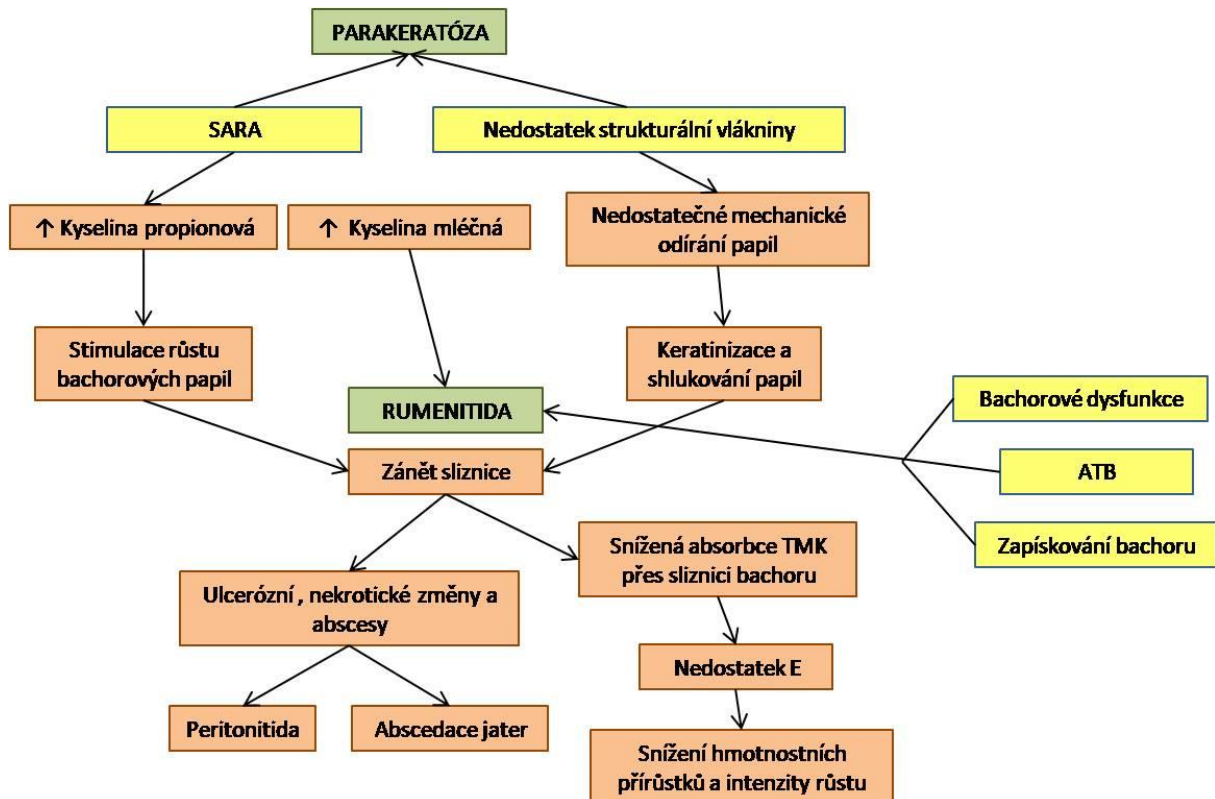 PARAKERATÓZA
SARA
Nedostatek strukturální vlákniny
↑ Kyselina propionová
↑ Kyselina mléčná
Nedostatečné mechanické
odírání papil
Stimulace růstu
bachorových papil
Keratinizace a
shlukování papil
RUMENITIDA
Bachorové dysfunkce
Zánět sliznice
ATB
Snížená absorbce TMK
přes sliznici bachoru
Zapískování bachoru
Ulcerózní , nekrotické změny a
abscesy
Nedostatek E
Peritonitida
Abscedace jater
Snížení hmotnostních
přírůstků a intenzity růstu